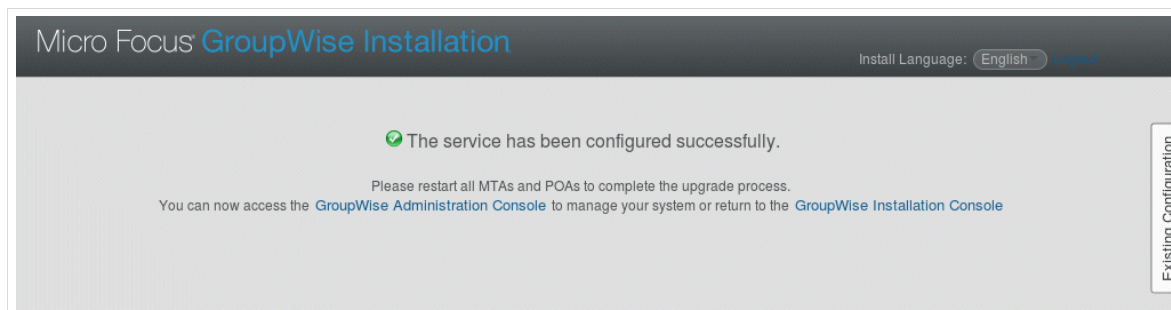 Micro Focus® GroupWise Installation
Install Language: English Logout
The service has been configured successfully.
Please restart all MTAs and POAs to complete the upgrade process.
You can now access the GroupWise Administration Console to manage your system or return to the GroupWise Installation Console
Existing Configuration